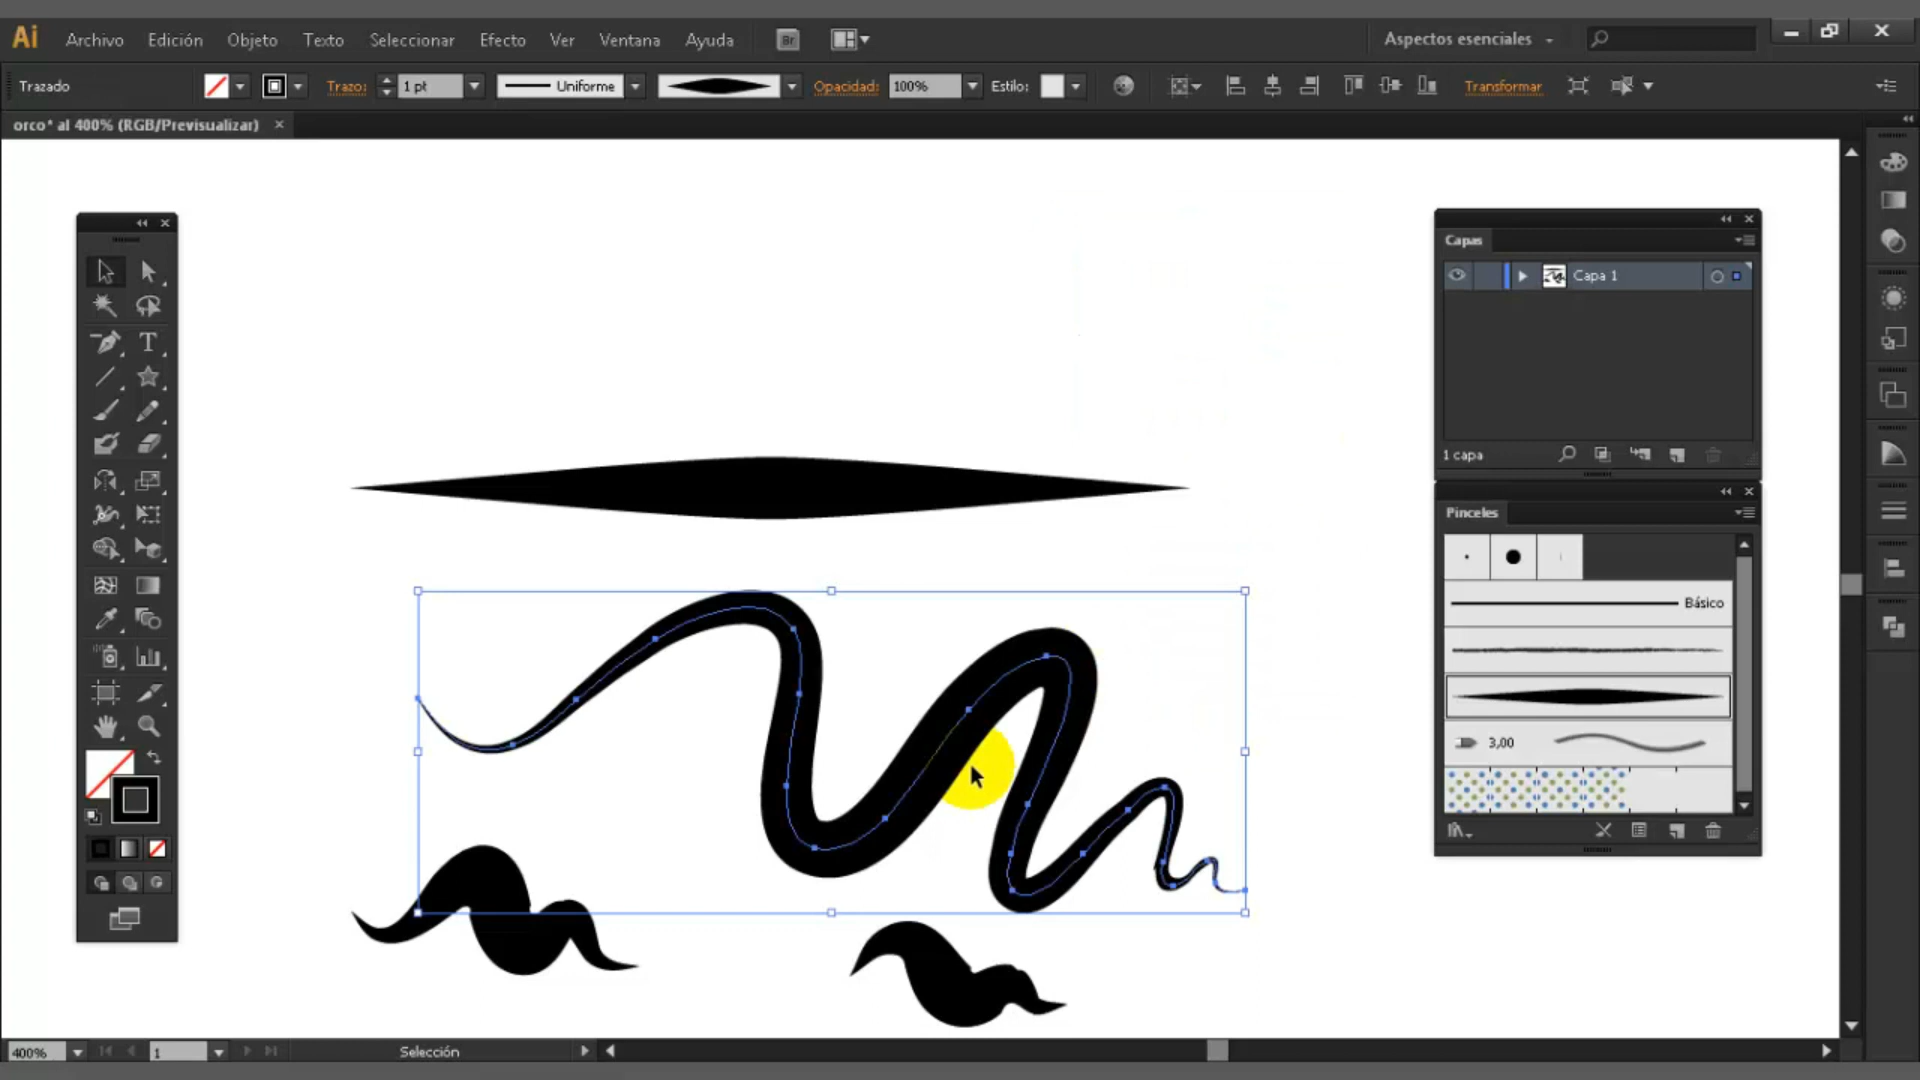 Ai Archivo Edición Objeto Texto Seleccionar Efecto Ver Ventana Ayuda Br Aspectos esenciales
Trazado Trazo: 1 pt Uniforme Opacidad: 100% Estilo: Transformar
orco* al 400% (RGB/Previsualizar) ×
Capas
Capa 1
1 capa
Pinceles
Básico
3,00
400% 1 Selección